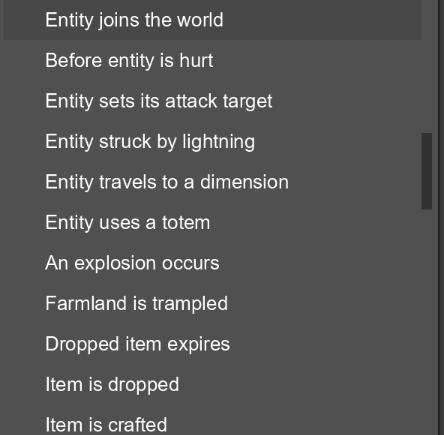 Entity joins the world
Before entity is hurt
Entity sets its attack target
Entity struck by lightning
Entity travels to a dimension
Entity uses a totem
An explosion occurs
Farmland is trampled
Dropped item expires
Item is dropped
Item is crafted